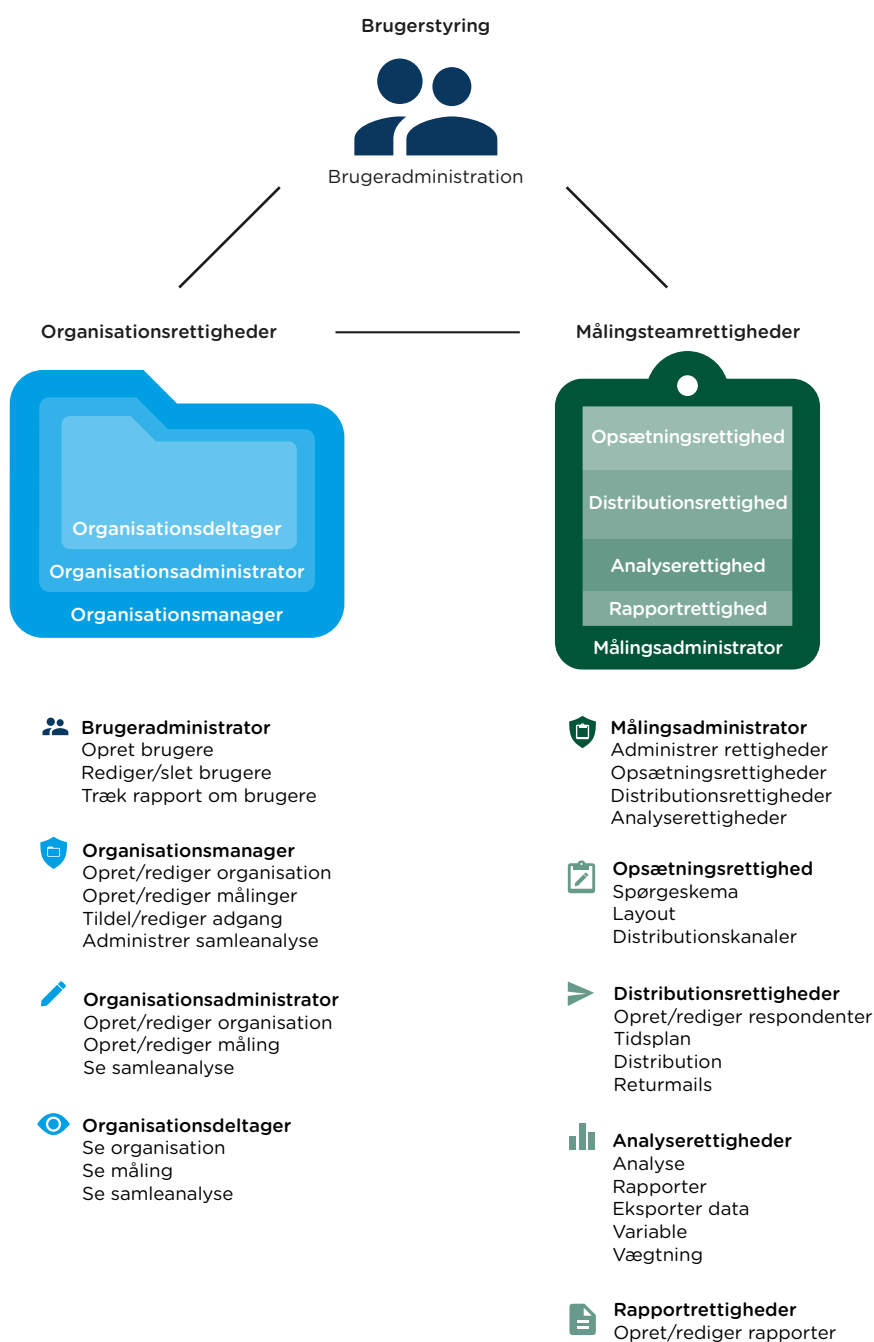 Brugerstyring
Brugeradministration
Organisationsrettigheder
Målingsteamrettigheder
Organisationsdeltager
Organisationsadministrator
Organisationsmanager
Opsætningsrettighed
Distributionsrettighed
Analyserettighed
Rapportrettighed
Målingsadministrator
Brugeradministrator
Opret brugere
Rediger/slet brugere
Træk rapport om brugere
Organisationsmanager
Opret/rediger organisation
Opret/rediger målinger
Tildel/rediger adgang
Administrer samleanalyse
Organisationsadministrator
Opret/rediger organisation
Opret/rediger måling
Se samleanalyse
Organisationsdeltager
Se organisation
Se måling
Se samleanalyse
Målingsadministrator
Administrer rettigheder
Opsætningsrettigheder
Distributionsrettigheder
Analyserettigheder
Opsætningsrettighed
Spørgeskema
Layout
Distributionskanaler
Distributionsrettigheder
Opret/rediger respondenter
Tidsplan
Distribution
Returmails
Analyserettigheder
Analyse
Rapporter
Eksporter data
Variable
Vægtning
Rapportrettigheder
Opret/rediger rapporter